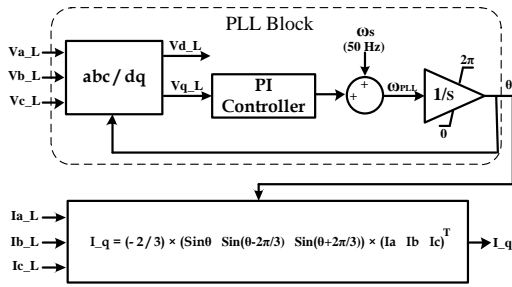 PLL Block
ωs
(50 Hz)
Va_L
Vb_L
Vc_L
abc / dq
Vd_L
Vq_L
PI
Controller
+
+
ωPLL
1/s
2π
0
θ
Ia_L
Ib_L
Ic_L
I_q = (- 2 / 3) × (Sinθ Sin(θ-2π/3) Sin(θ+2π/3)) × (Ia Ib Ic)^T
I_q